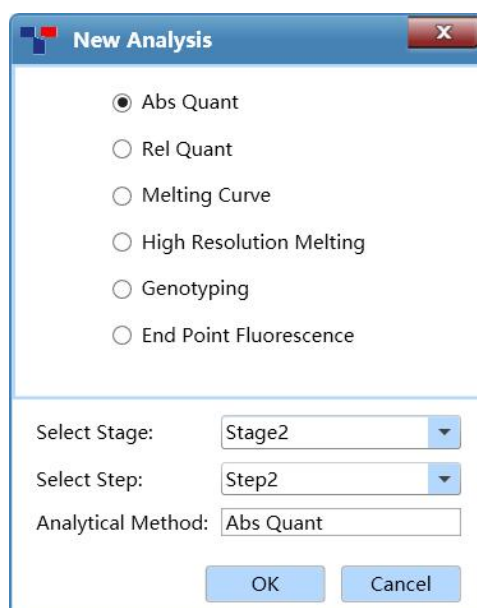 New Analysis
Abs Quant
Rel Quant
Melting Curve
High Resolution Melting
Genotyping
End Point Fluorescence
Select Stage: Stage2
Select Step: Step2
Analytical Method: Abs Quant
OK Cancel